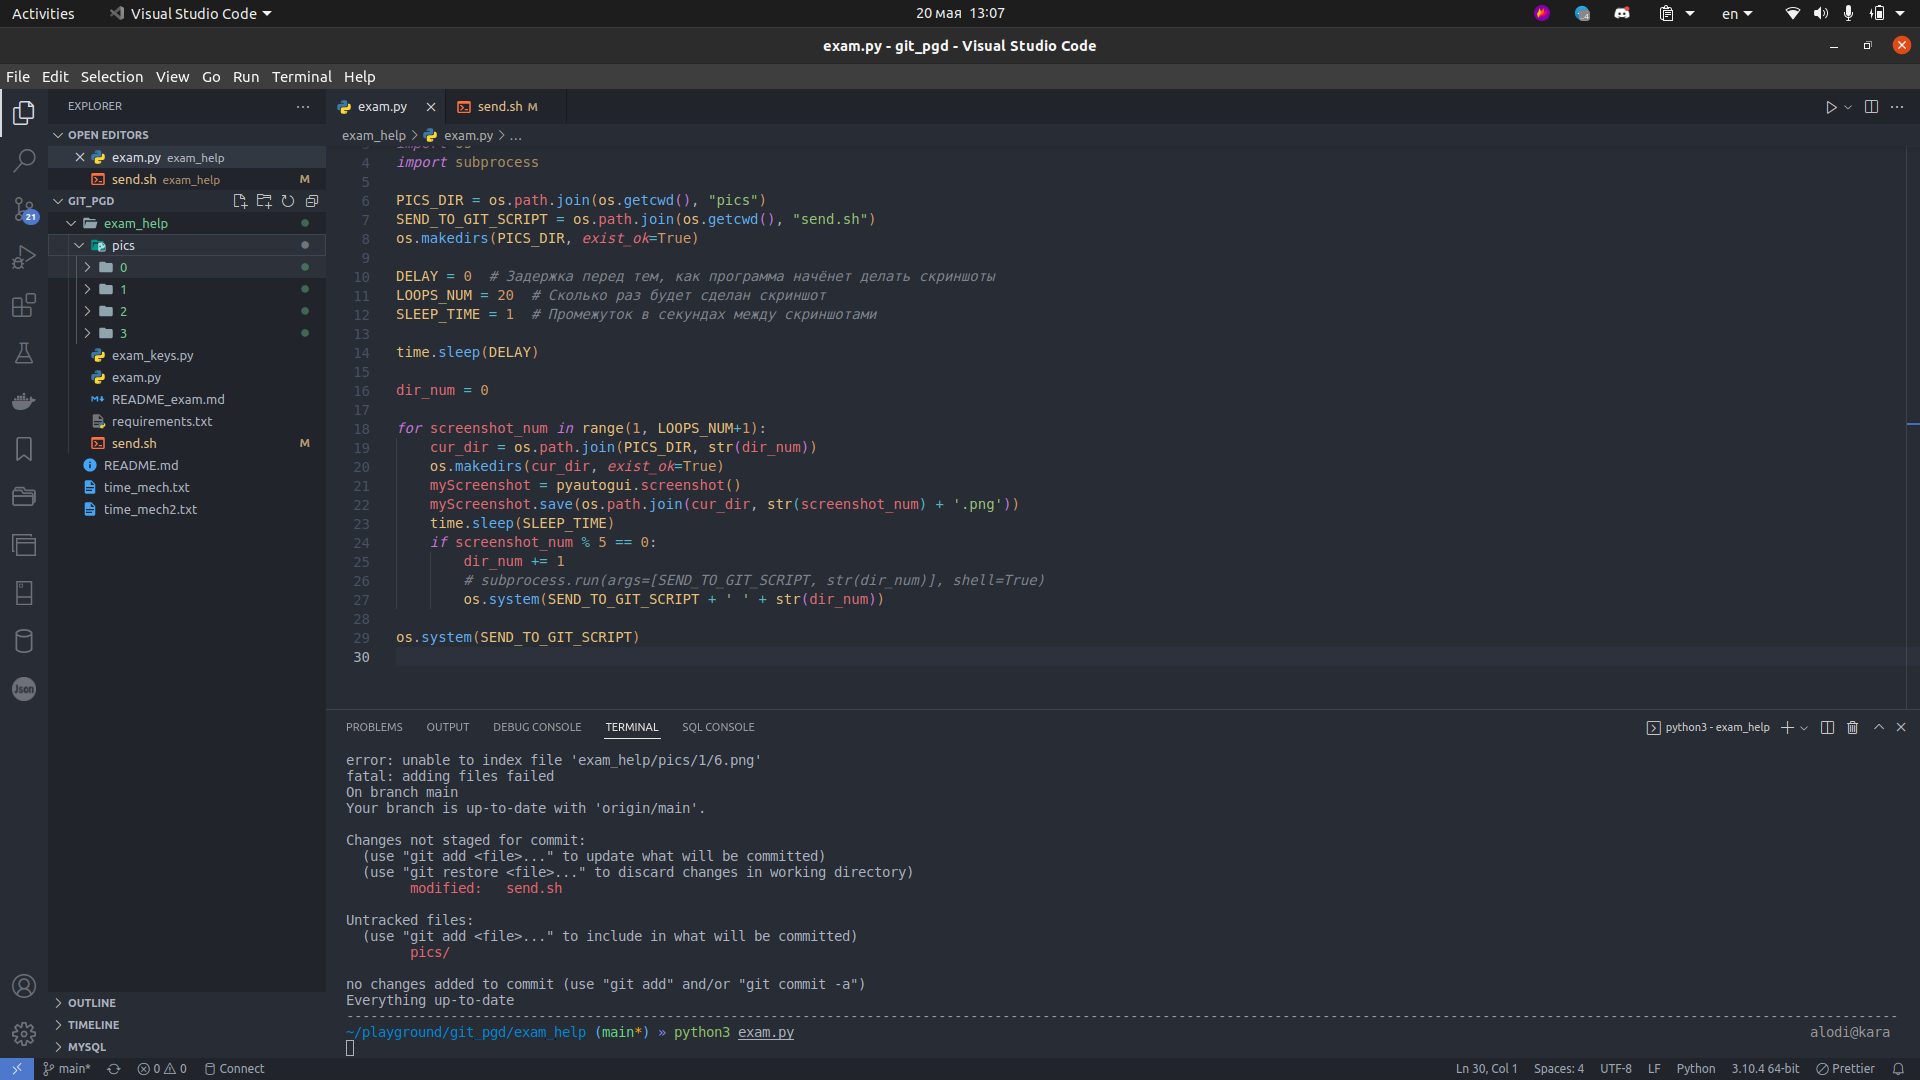 Activities
Visual Studio Code
20 мая 13:07
en
exam.py - git_pgd - Visual Studio Code
File Edit Selection View Go Run Terminal Help
EXPLORER
OPEN EDITORS
exam.py exam_help
send.sh exam_help M
GIT_PGD
exam_help
pics
0
1
2
3
exam_keys.py
exam.py
README_exam.md
requirements.txt
send.sh M
README.md
time_mech.txt
time_mech2.txt
OUTLINE
TIMELINE
MYSQL
21
Json
exam.py
send.sh M
exam_help > exam.py > ...
3 import os
4 import subprocess
5
6 PICS_DIR = os.path.join(os.getcwd(), "pics")
7 SEND_TO_GIT_SCRIPT = os.path.join(os.getcwd(), "send.sh")
8 os.makedirs(PICS_DIR, exist_ok=True)
9
10 DELAY = 0  # Задержка перед тем, как программа начёнет делать скриншоты
11 LOOPS_NUM = 20  # Сколько раз будет сделан скриншот
12 SLEEP_TIME = 1  # Промежуток в секундах между скриншотами
13
14 time.sleep(DELAY)
15
16 dir_num = 0
17
18 for screenshot_num in range(1, LOOPS_NUM+1):
19     cur_dir = os.path.join(PICS_DIR, str(dir_num))
20     os.makedirs(cur_dir, exist_ok=True)
21     myScreenshot = pyautogui.screenshot()
22     myScreenshot.save(os.path.join(cur_dir, str(screenshot_num) + '.png'))
23     time.sleep(SLEEP_TIME)
24     if screenshot_num % 5 == 0:
25         dir_num += 1
26         # subprocess.run(args=[SEND_TO_GIT_SCRIPT, str(dir_num)], shell=True)
27         os.system(SEND_TO_GIT_SCRIPT + ' ' + str(dir_num))
28
29 os.system(SEND_TO_GIT_SCRIPT)
30
PROBLEMS OUTPUT DEBUG CONSOLE TERMINAL SQL CONSOLE
python3 - exam_help
error: unable to index file 'exam_help/pics/1/6.png'
fatal: adding files failed
On branch main
Your branch is up-to-date with 'origin/main'.
Changes not staged for commit:
(use "git add <file>..." to update what will be committed)
(use "git restore <file>..." to discard changes in working directory)
modified:   send.sh
Untracked files:
(use "git add <file>..." to include in what will be committed)
pics/
no changes added to commit (use "git add" and/or "git commit -a")
Everything up-to-date
~/playground/git_pgd/exam_help (main*) » python3 exam.py
alodi@kara
main* 0 0 Connect
Ln 30, Col 1 Spaces: 4 UTF-8 LF Python 3.10.4 64-bit Prettier